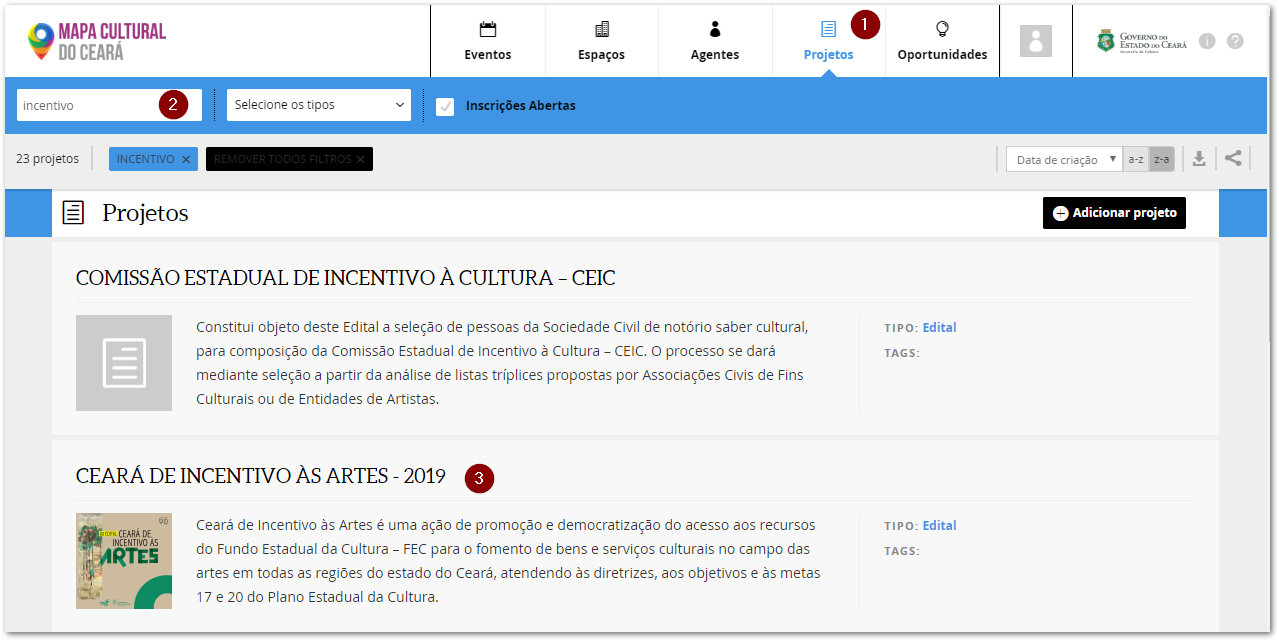 MAPA CULTURAL
DO CEARÁ
Eventos
Espaços
Agentes
Projetos
1
Oportunidades
GOVERNO DO
ESTADO DO CEARÁ
Secretaria da Cultura
i
?
incentivo
2
Selecione os tipos
Inscrições Abertas
23 projetos
INCENTIVO ×
REMOVER TODOS FILTROS ×
Data de criação
a-z
z-a
Projetos
Adicionar projeto
COMISSÃO ESTADUAL DE INCENTIVO À CULTURA – CEIC
Constitui objeto deste Edital a seleção de pessoas da Sociedade Civil de notório saber cultural,
para composição da Comissão Estadual de Incentivo à Cultura – CEIC. O processo se dará
mediante seleção a partir da análise de listas tríplices propostas por Associações Civis de Fins
Culturais ou de Entidades de Artistas.
TIPO: Edital
TAGS:
CEARÁ DE INCENTIVO ÀS ARTES - 2019
3
90
EDITAL CEARÁ DE
INCENTIVO ÀS
ARTES
Ceará de Incentivo às Artes é uma ação de promoção e democratização do acesso aos recursos
do Fundo Estadual da Cultura – FEC para o fomento de bens e serviços culturais no campo das
artes em todas as regiões do estado do Ceará, atendendo às diretrizes, aos objetivos e às metas
17 e 20 do Plano Estadual da Cultura.
TIPO: Edital
TAGS: